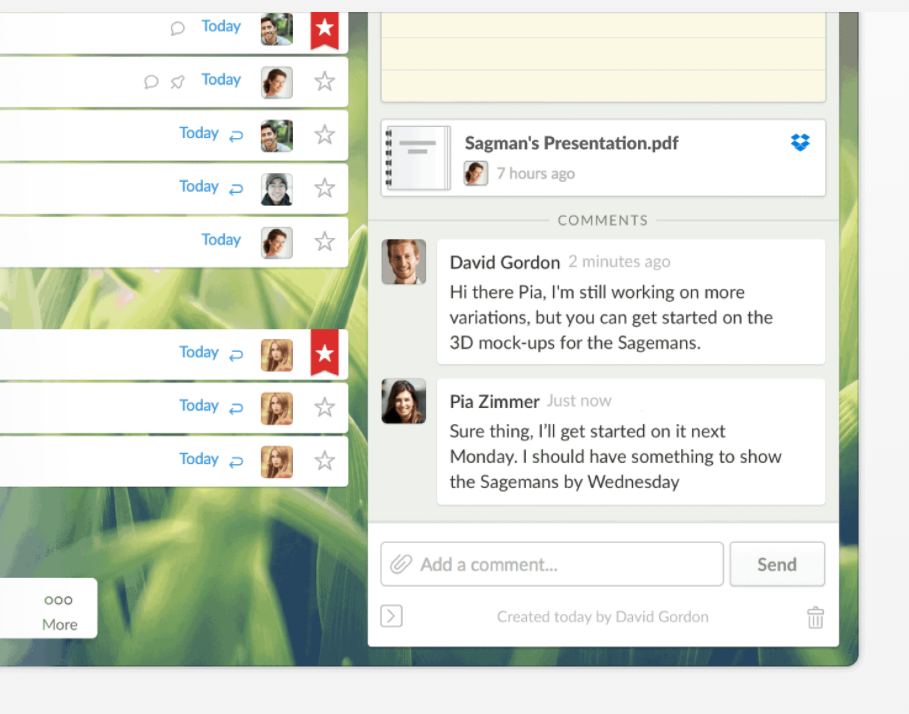 Today
Today
Today
Today
Today
Today
Today
Today
ooo
More
Sagman's Presentation.pdf
7 hours ago
COMMENTS
David Gordon 2 minutes ago
Hi there Pia, I'm still working on more
variations, but you can get started on the
3D mock-ups for the Sagemans.
Pia Zimmer Just now
Sure thing, I'll get started on it next
Monday. I should have something to show
the Sagemans by Wednesday
Add a comment...
Send
Created today by David Gordon